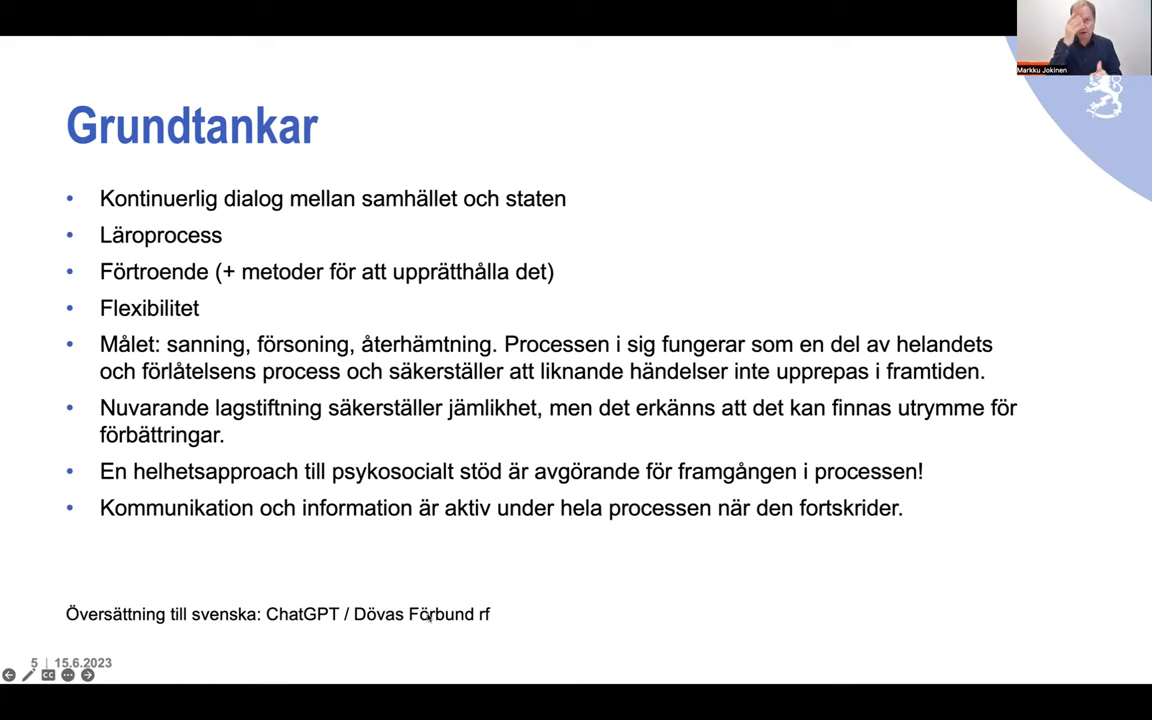 Markku Jokinen
Grundtankar
• Kontinuerlig dialog mellan samhället och staten
• Läroprocess
• Förtroende (+ metoder för att upprätthålla det)
• Flexibilitet
• Målet: sanning, försoning, återhämtning. Processen i sig fungerar som en del av helandets
och förlåtelsens process och säkerställer att liknande händelser inte upprepas i framtiden.
• Nuvarande lagstiftning säkerställer jämlikhet, men det erkänns att det kan finnas utrymme för
förbättringar.
• En helhetsapproach till psykosocialt stöd är avgörande för framgången i processen!
• Kommunikation och information är aktiv under hela processen när den fortskrider.
Översättning till svenska: ChatGPT / Dövas Förbund rf
5 | 15.6.2023
CC